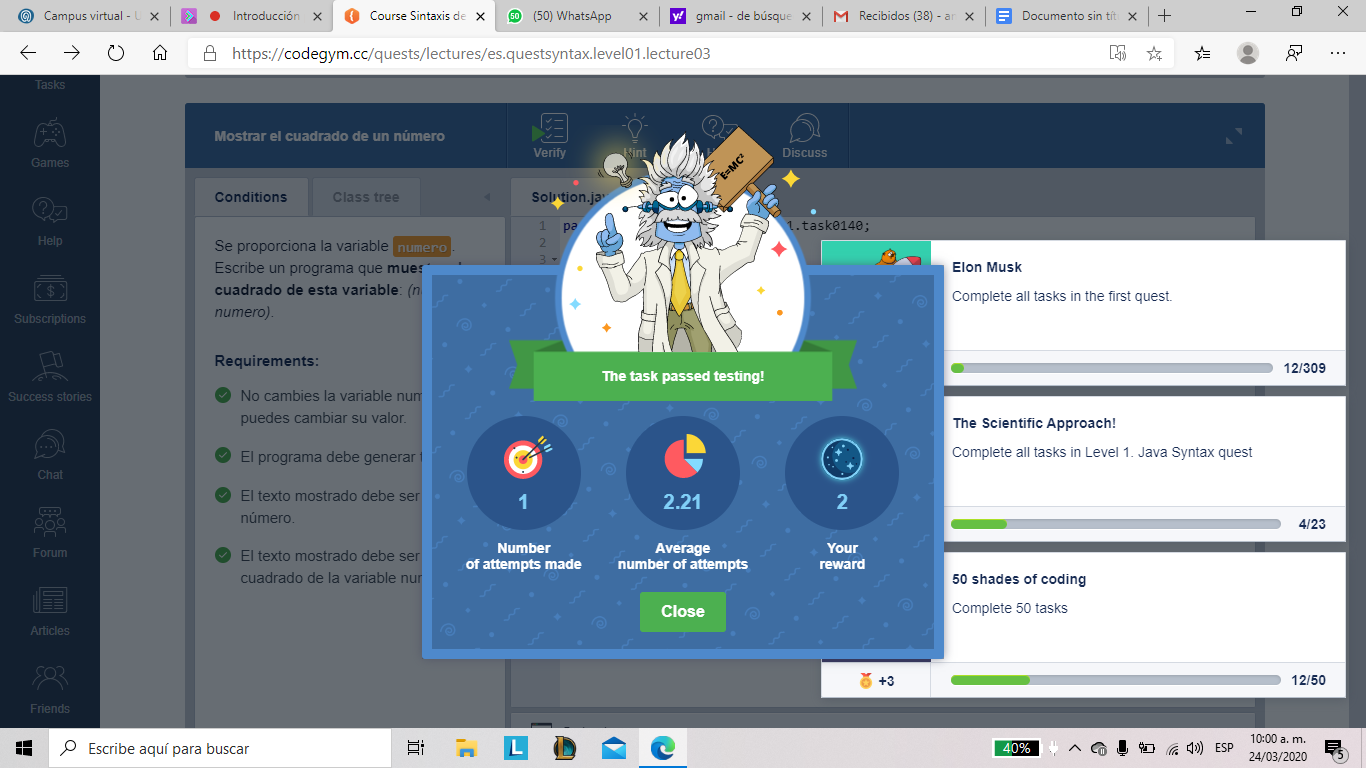 Campus virtual - U
Introducción
Course Sintaxis de
(50) WhatsApp
gmail - de búsque
Recibidos (38) - an
Documento sin tít
https://codegym.cc/quests/lectures/es.questsyntax.level01.lecture03
Tasks
Games
Help
Subscriptions
Success stories
Chat
Forum
Articles
Friends
Mostrar el cuadrado de un número
Verify
Hint
Discuss
Conditions
Class tree
Solution.java
1
2
3
1.task0140;
Se proporciona la variable numero.
Escribe un programa que
cuadrado de esta variable:
numero).
Requirements:
No cambies la variable
puedes cambiar su valor.
El programa debe generar
El texto mostrado debe ser
número.
El texto mostrado debe ser
cuadrado de la variable
E=MC²
The task passed testing!
1
Number
of attempts made
2.21
Average
number of attempts
2
Your
reward
Close
Elon Musk
Complete all tasks in the first quest.
12/309
The Scientific Approach!
Complete all tasks in Level 1. Java Syntax quest
4/23
50 shades of coding
Complete 50 tasks
+3
12/50
Escribe aquí para buscar
L
40%
ESP
10:00 a. m.
24/03/2020
5